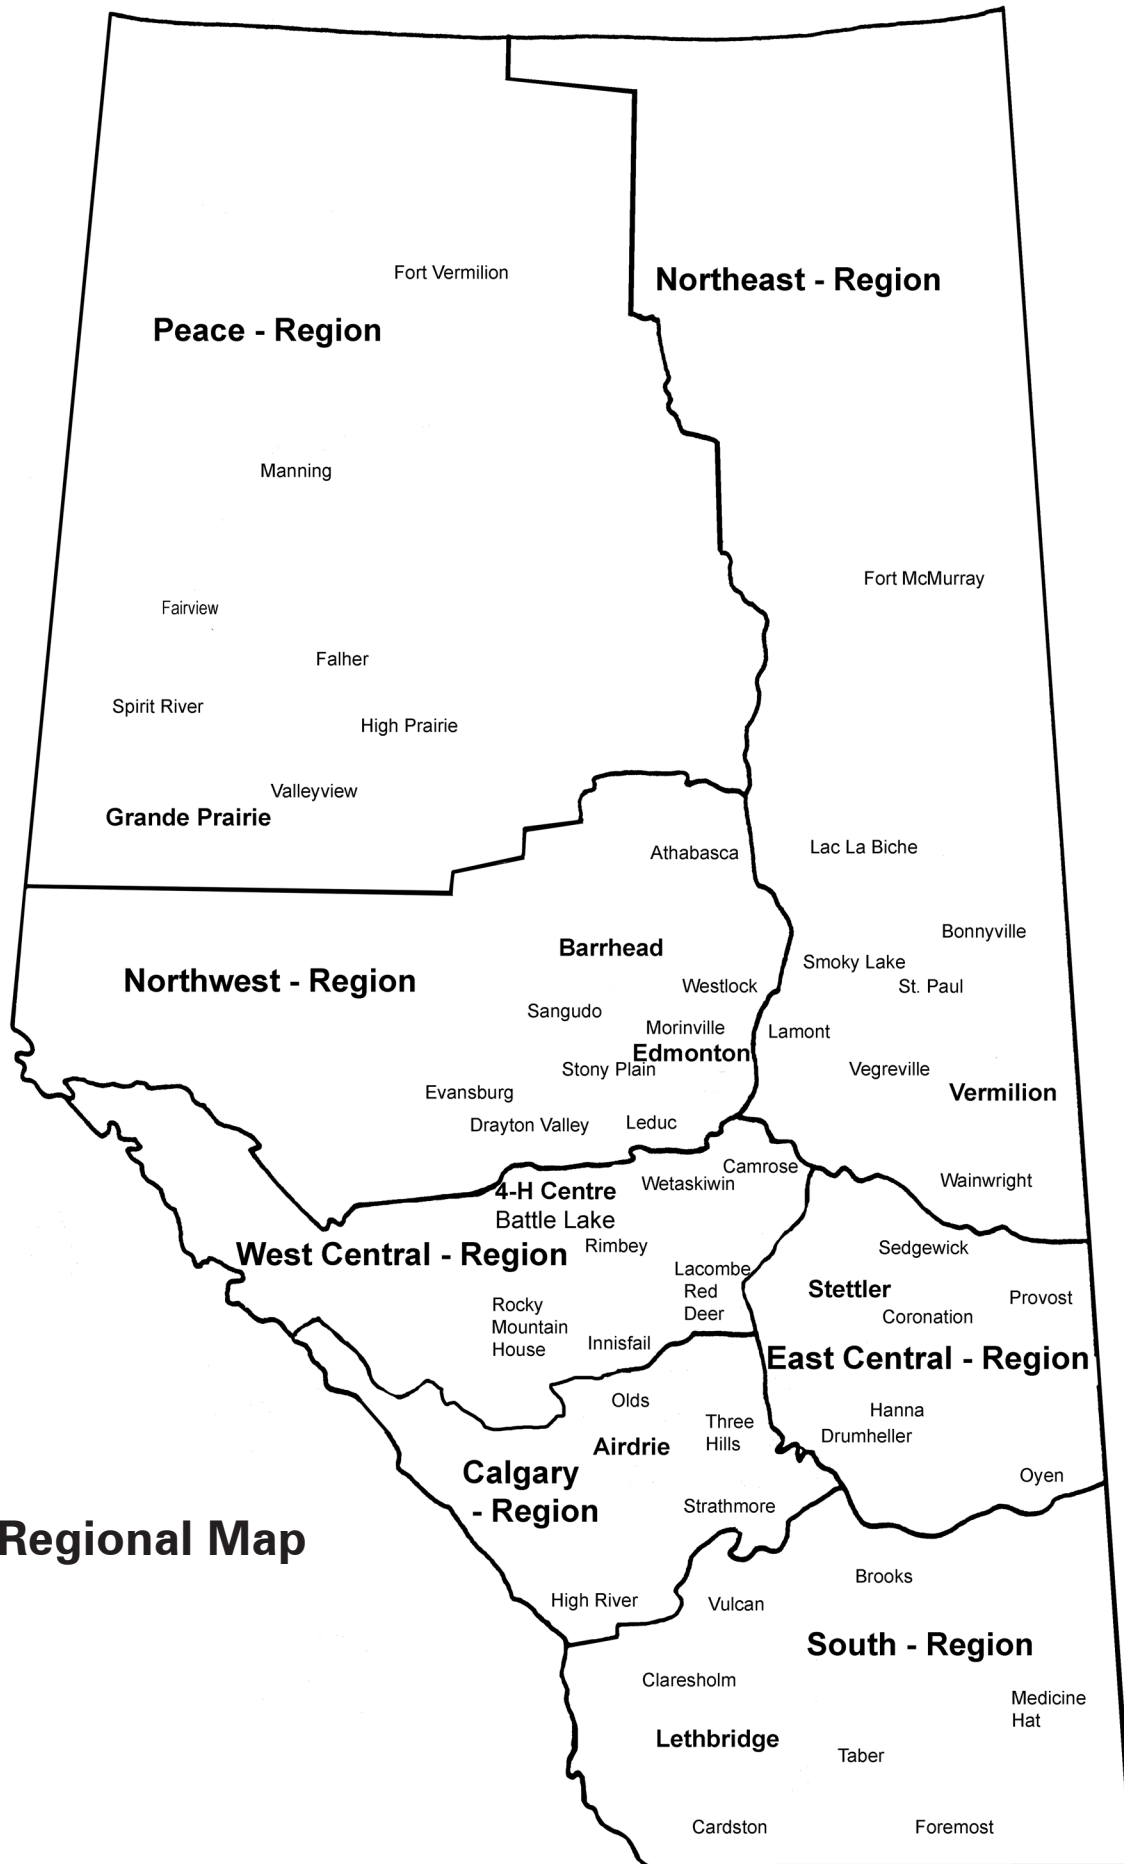 Fort Vermilion
Northeast - Region
Peace - Region
Manning
Fort McMurray
Fairview
Falher
Spirit River
High Prairie
Valleyview
Grande Prairie
Athabasca
Lac La Biche
Bonnyville
Barrhead
Smoky Lake
Northwest - Region
Westlock
St. Paul
Sangudo
Morinville
Lamont
Edmonton
Stony Plain
Vegreville
Evansburg
Vermilion
Drayton Valley
Leduc
Camrose
Wetaskiwin
Wainwright
4-H Centre
Battle Lake
Rimbey
Sedgewick
West Central - Region
Lacombe
Red
Deer
Stettler
Provost
Rocky
Mountain
House
Coronation
Innisfail
East Central - Region
Olds
Hanna
Three
Hills
Drumheller
Airdrie
Calgary
- Region
Oyen
Strathmore
Regional Map
Brooks
High River
Vulcan
South - Region
Claresholm
Medicine
Hat
Lethbridge
Taber
Cardston
Foremost